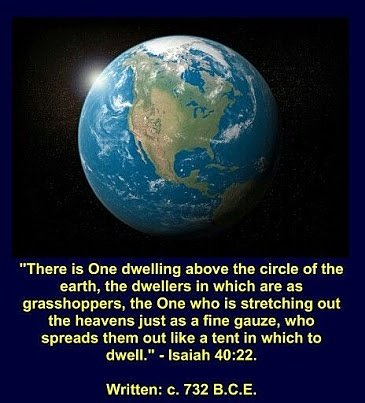 "There is One dwelling above the circle of the
earth, the dwellers in which are as
grasshoppers, the One who is stretching out
the heavens just as a fine gauze, who
spreads them out like a tent in which to
dwell." - Isaiah 40:22.
Written: c. 732 B.C.E.